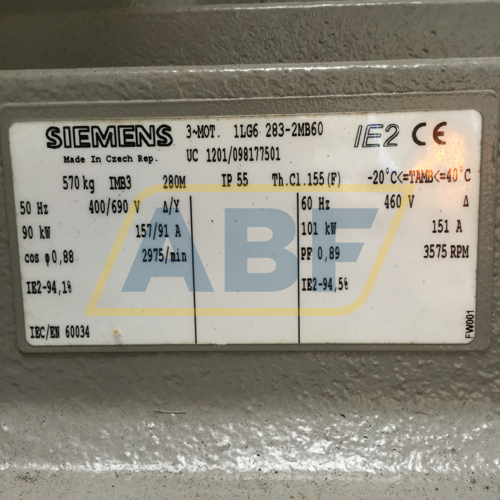 SIEMENS 3~MOT. 1LG6 283-2MB60 IE2 CE
Made In Czech Rep. UC 1201/098177501
570kg IMB3 280M IP 55 Th.Cl.155(F) -20°C<=TAMB<=40°C
50 Hz 400/690 V Δ/Y 60 Hz 460 V Δ
90 kW 157/91 A 101 kW 151 A
cos φ0,88 2975/min PF 0,89 3575 RPM
IE2-94,1% IE2-94,5%
IEC/EN 60034
FW001
ABF